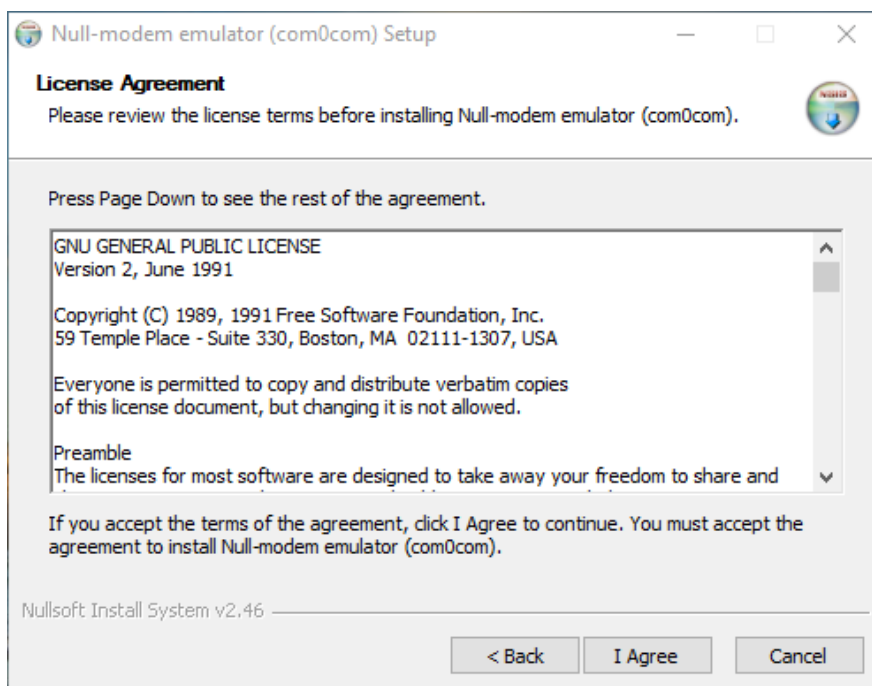 Null-modem emulator (com0com) Setup
License Agreement
Please review the license terms before installing Null-modem emulator (com0com).
Press Page Down to see the rest of the agreement.
GNU GENERAL PUBLIC LICENSE
Version 2, June 1991
Copyright (C) 1989, 1991 Free Software Foundation, Inc.
59 Temple Place - Suite 330, Boston, MA  02111-1307, USA
Everyone is permitted to copy and distribute verbatim copies
of this license document, but changing it is not allowed.
Preamble
The licenses for most software are designed to take away your freedom to share and
If you accept the terms of the agreement, click I Agree to continue. You must accept the
agreement to install Null-modem emulator (com0com).
Nullsoft Install System v2.46
< Back
I Agree
Cancel